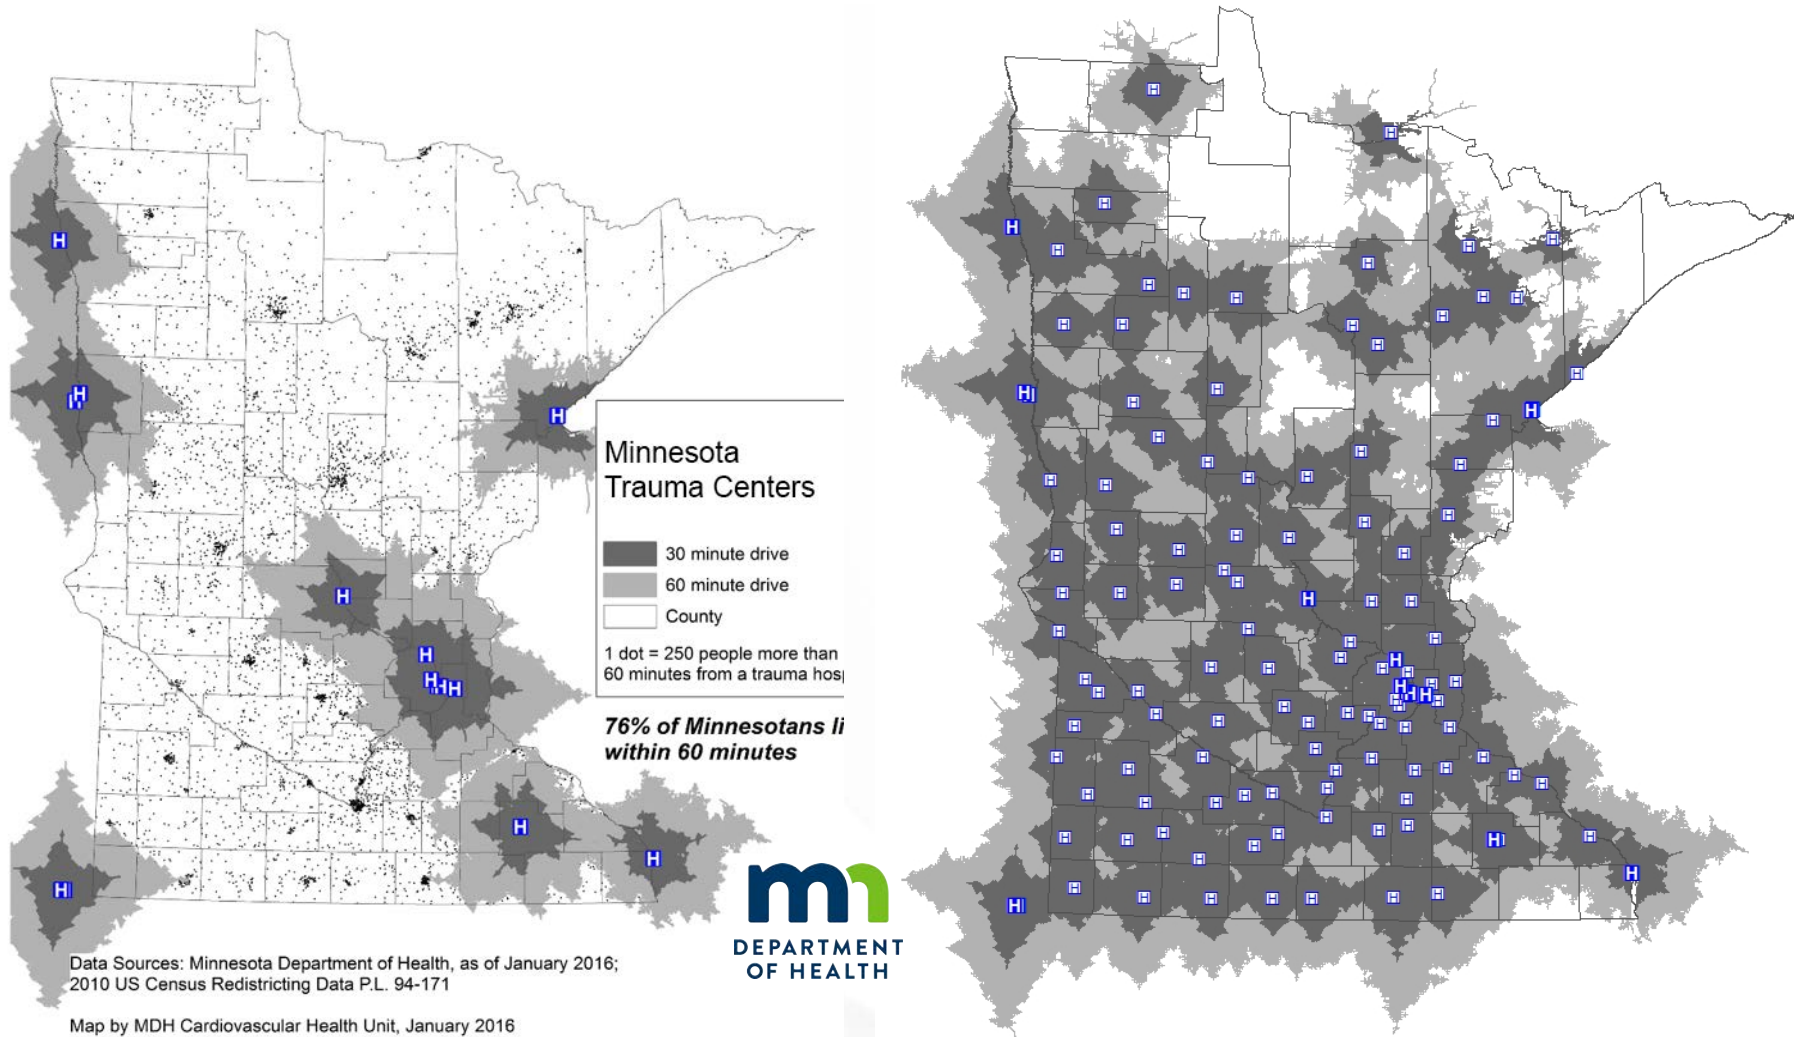 Minnesota
Trauma Centers
30 minute drive
60 minute drive
County
1 dot = 250 people more than
60 minutes from a trauma hos
76% of Minnesotans li
within 60 minutes
Data Sources: Minnesota Department of Health, as of January 2016;
2010 US Census Redistricting Data P.L. 94-171
Map by MDH Cardiovascular Health Unit, January 2016
mn
DEPARTMENT
OF HEALTH